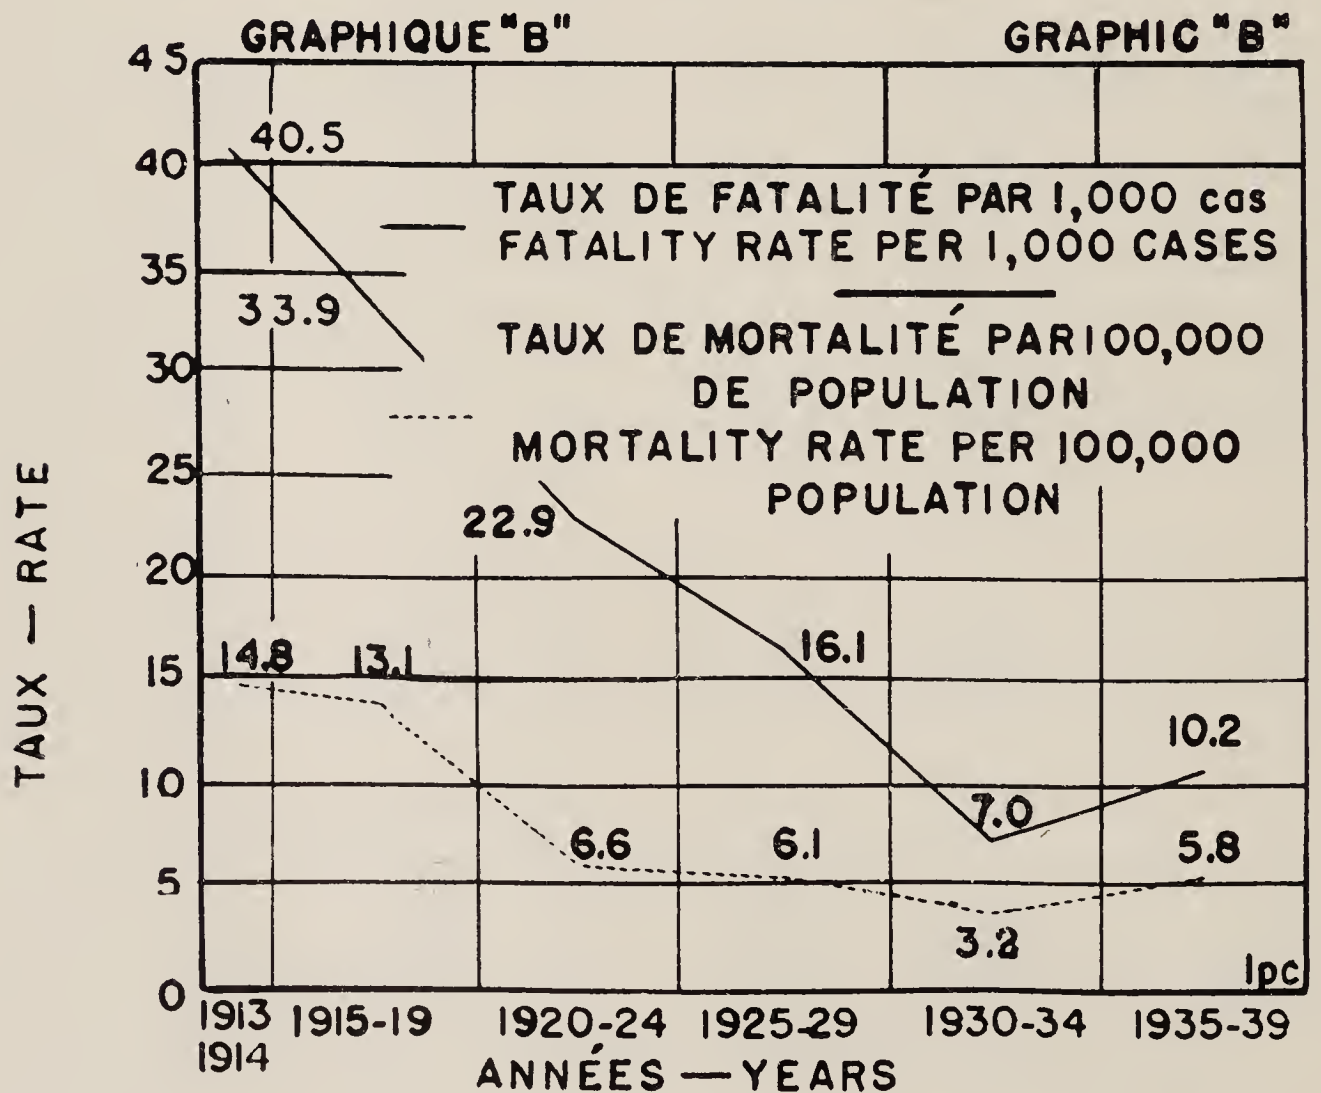 GRAPHIQUE "B"
GRAPHIC "B"
45
40.5
40
TAUX DE FATALITÉ PAR 1,000 cas
FATALITY RATE PER 1,000 CASES
35
33.9
TAUX DE MORTALITÉ PAR 100,000
30
DE POPULATION
MORTALITY RATE PER 100,000
25
POPULATION
22.9
20
TAUX — RATE
14.8 13.1 16.1
15
10.2
10
7.0
6.6 6.1 5.8
5
3.2
lpc
0
1913 1915-19 1920-24 1925-29 1930-34 1935-39
1914
ANNÉES — YEARS